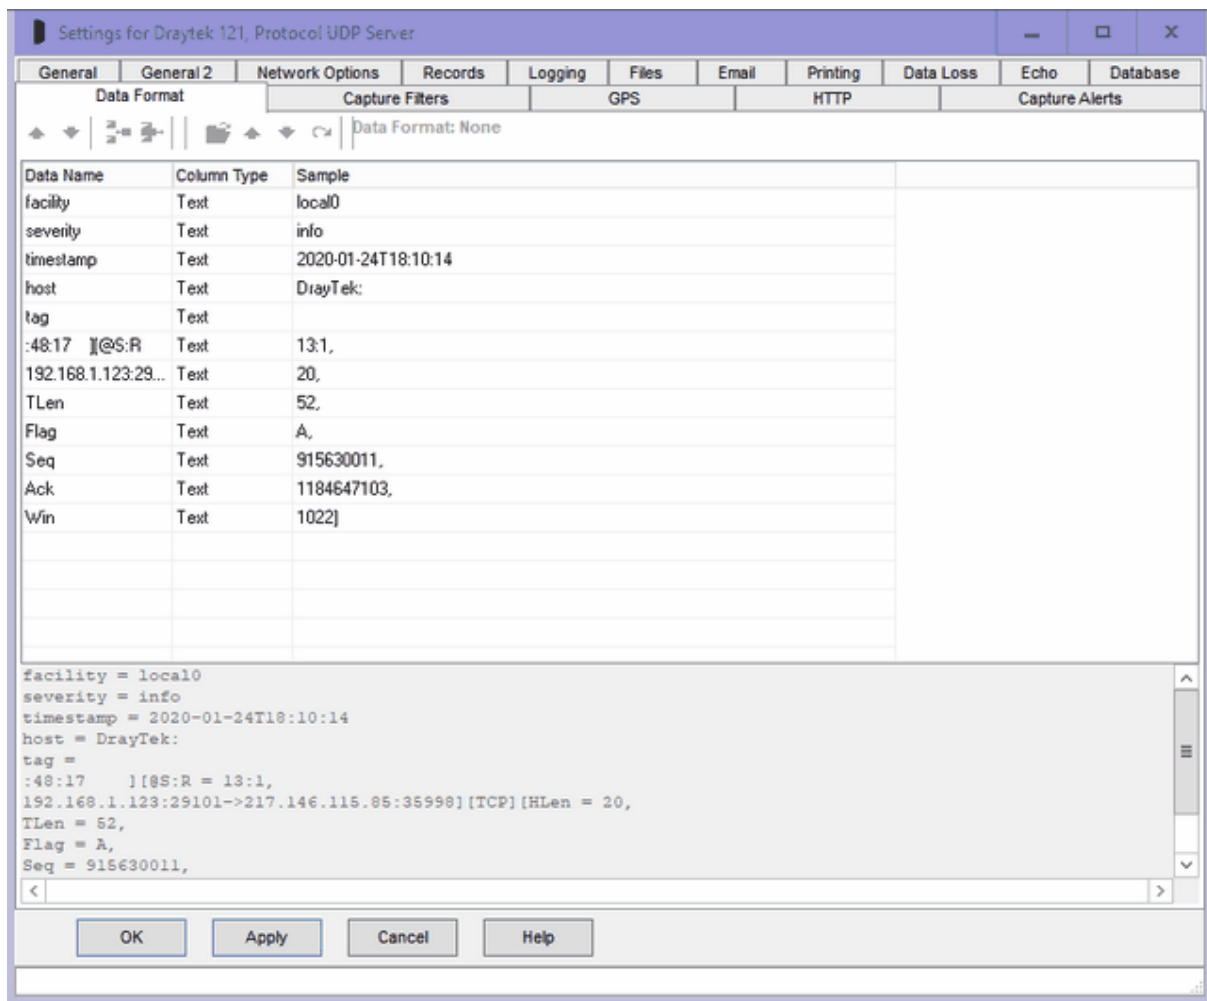 Settings for Draytek 121, Protocol UDP Server
General General 2 Network Options Records Logging Files Email Printing Data Loss Echo Database
Data Format Capture Filters GPS HTTP Capture Alerts
Data Format: None
Data Name Column Type Sample
facility Text local0
severity Text info
timestamp Text 2020-01-24T18:10:14
host Text DrayTek:
tag Text
:48:17 ][@S:R Text 13:1,
192.168.1.123:29... Text 20,
TLen Text 52,
Flag Text A,
Seq Text 915630011,
Ack Text 1184647103,
Win Text 1022]
facility = local0
severity = info
timestamp = 2020-01-24T18:10:14
host = DrayTek:
tag =
:48:17 ][@S:R = 13:1,
192.168.1.123:29101->217.146.115.85:35998][TCP][HLen = 20,
TLen = 52,
Flag = A,
Seq = 915630011,
OK Apply Cancel Help